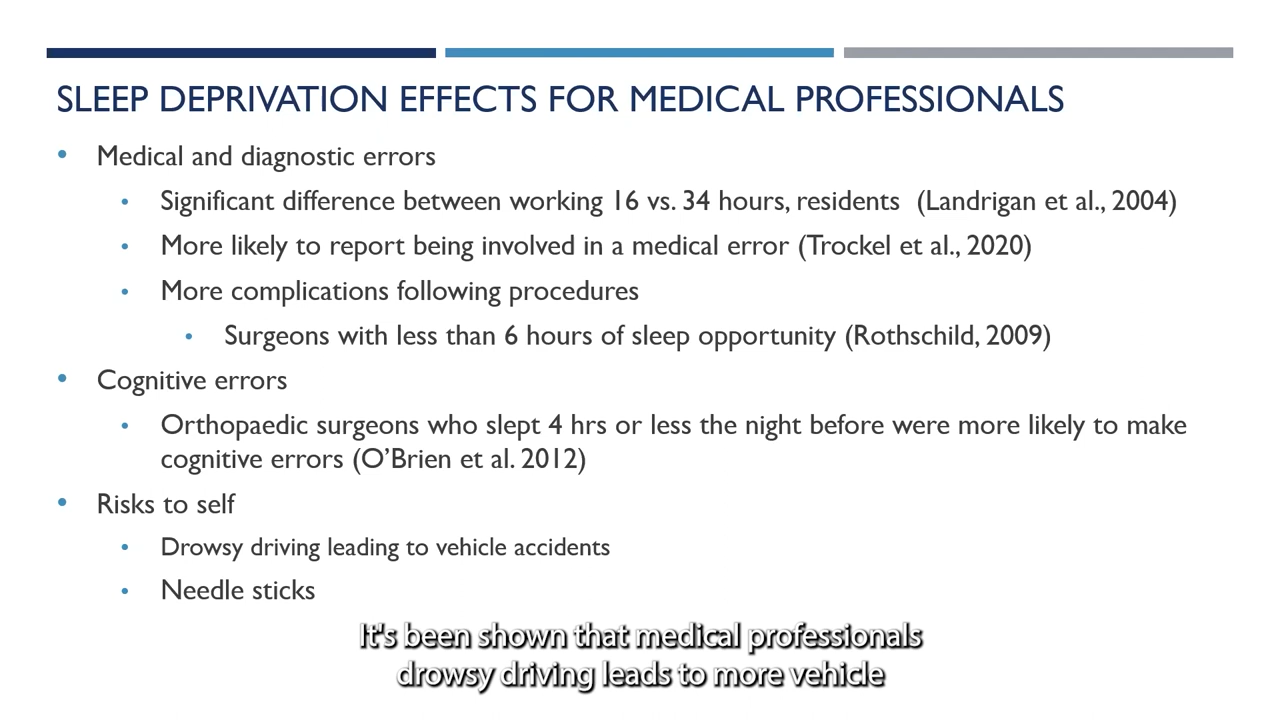 SLEEP DEPRIVATION EFFECTS FOR MEDICAL PROFESSIONALS
• Medical and diagnostic errors
• Significant difference between working 16 vs. 34 hours, residents (Landrigan et al., 2004)
• More likely to report being involved in a medical error (Trockel et al., 2020)
• More complications following procedures
• Surgeons with less than 6 hours of sleep opportunity (Rothschild, 2009)
• Cognitive errors
• Orthopaedic surgeons who slept 4 hrs or less the night before were more likely to make
cognitive errors (O’Brien et al. 2012)
• Risks to self
• Drowsy driving leading to vehicle accidents
• Needle sticks
It's been shown that medical professionals
drowsy driving leads to more vehicle